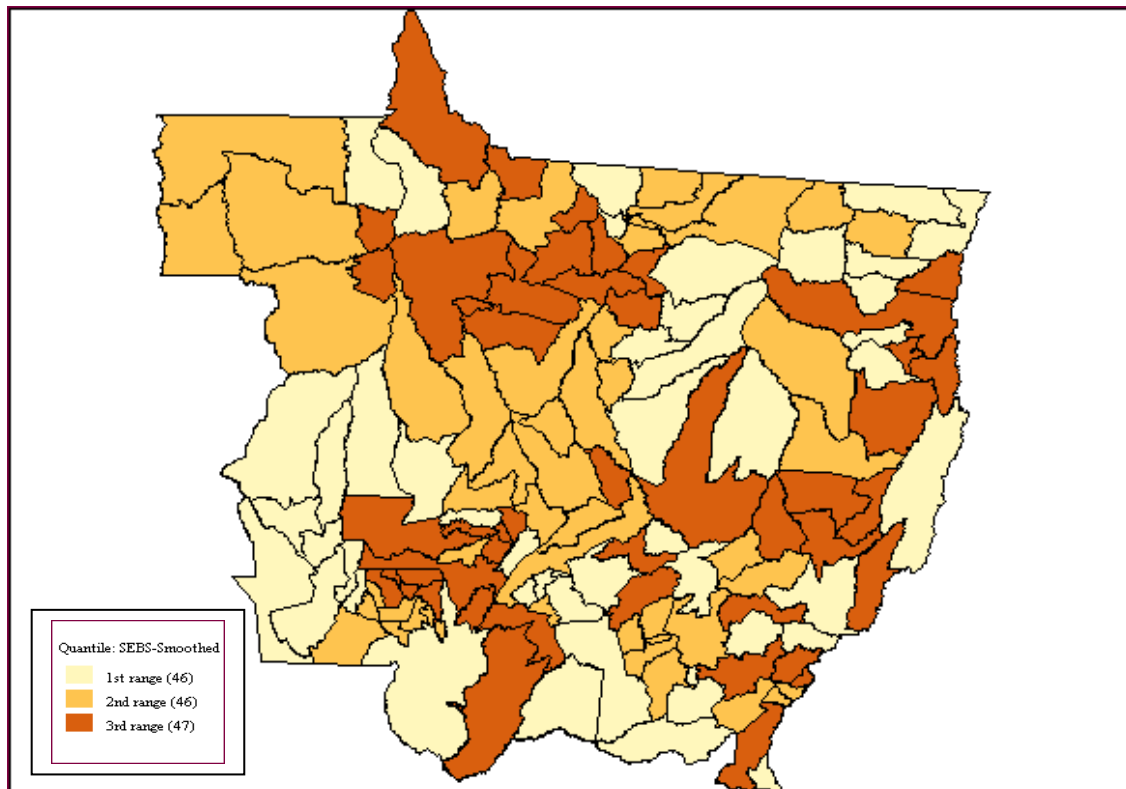 Quantile: SEBS-Smoothed
1st range (46)
2nd range (46)
3rd range (47)